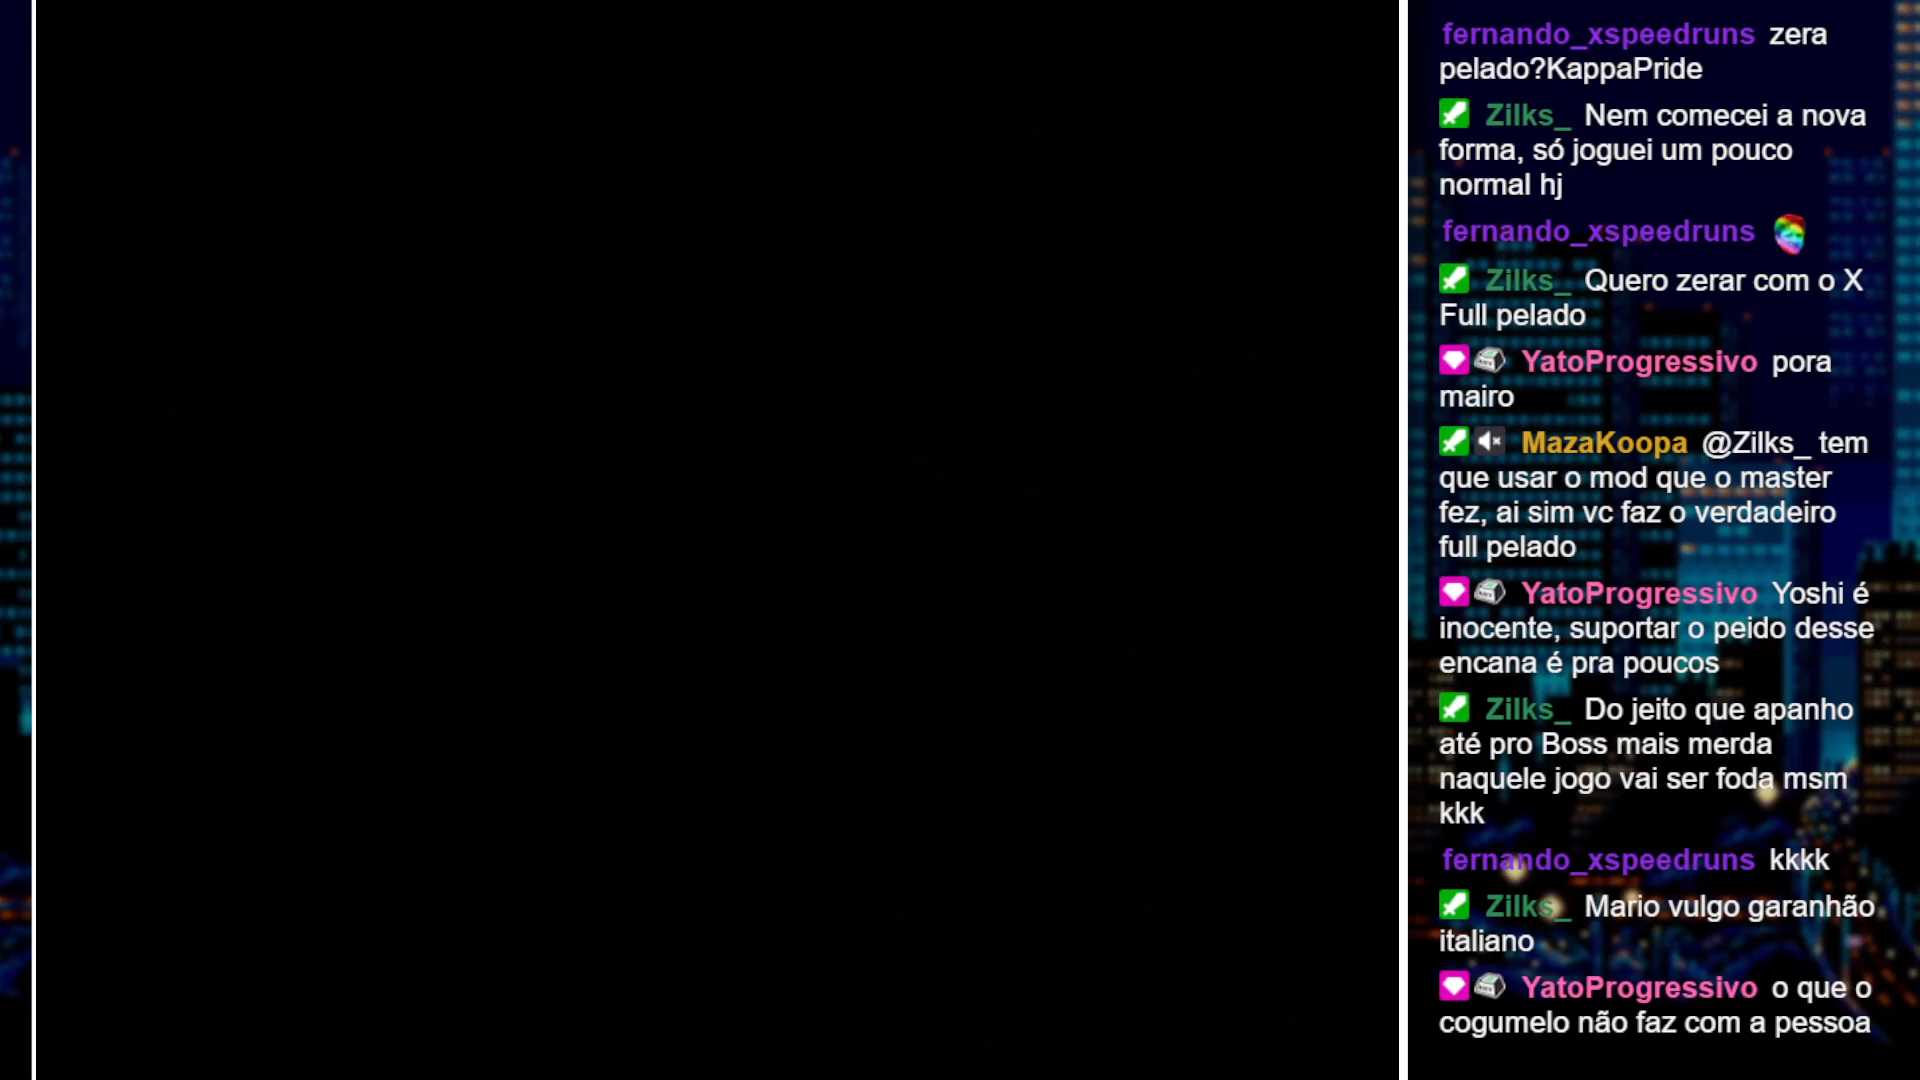 fernando_xspeedruns zera
pelado?KappaPride
Zilks_ Nem comecei a nova
forma, só joguei um pouco
normal hj
fernando_xspeedruns
Zilks_ Quero zerar com o X
Full pelado
YatoProgressivo pora
mairo
MazaKoopa @Zilks_ tem
que usar o mod que o master
fez, ai sim vc faz o verdadeiro
full pelado
YatoProgressivo Yoshi é
inocente, suportar o peido desse
encana é pra poucos
Zilks_ Do jeito que apanho
até pro Boss mais merda
naquele jogo vai ser foda msm
kkk
fernando_xspeedruns kkkk
Zilks_ Mario vulgo garanhão
italiano
YatoProgressivo o que o
cogumelo não faz com a pessoa